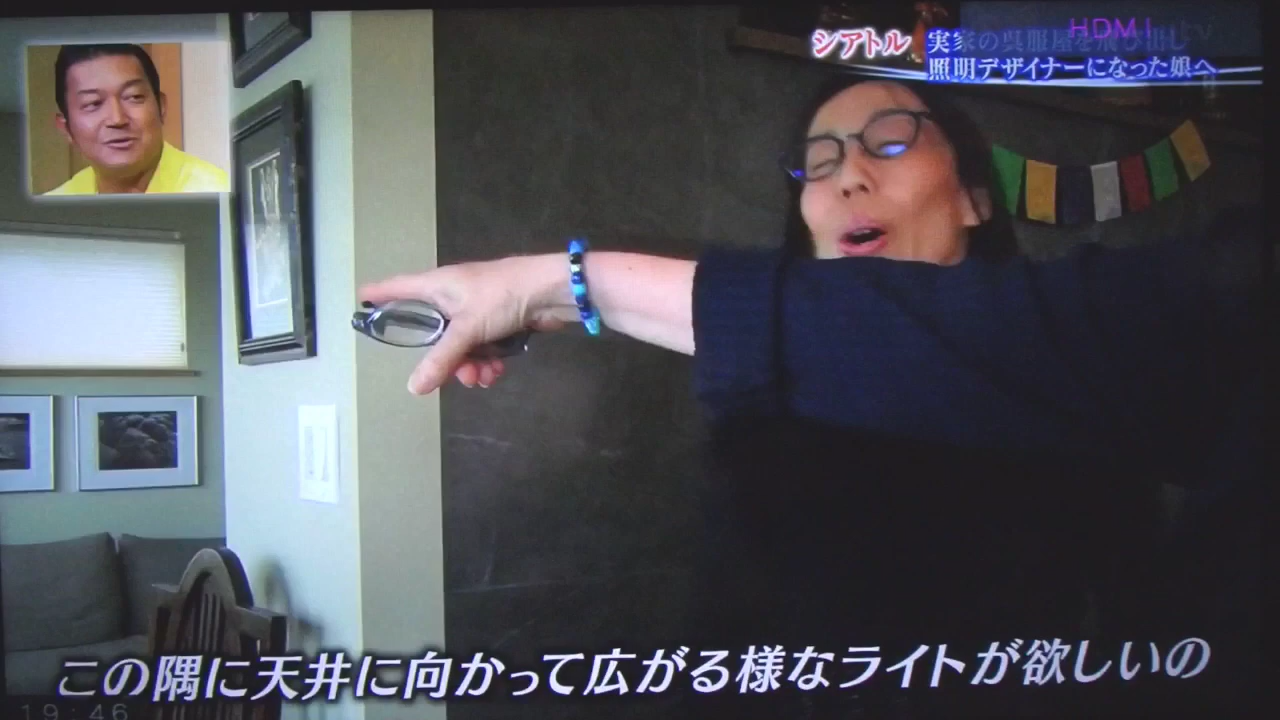 HDMI
シアトル
実家の呉服屋を飛び出し
照明デザイナーになった娘へ
この隅に天井に向かって広がる様なライトが欲しいの
19:46